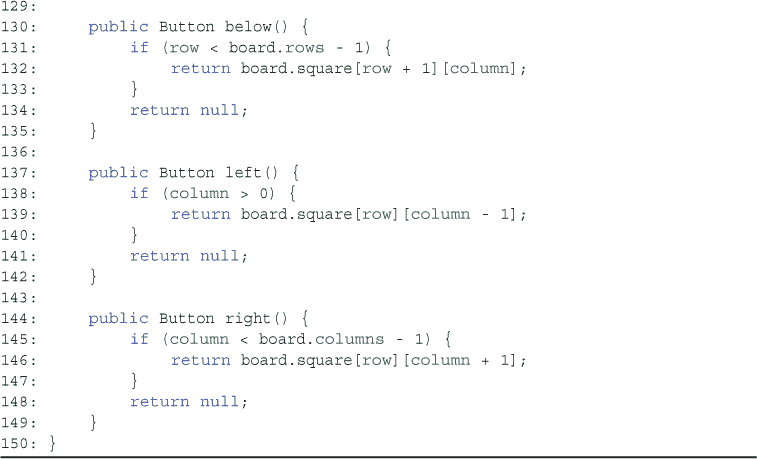 129:
130:     public Button below() {
131:         if (row < board.rows - 1) {
132:             return board.square[row + 1][column];
133:         }
134:         return null;
135:     }
136:
137:     public Button left() {
138:         if (column > 0) {
139:             return board.square[row][column - 1];
140:         }
141:         return null;
142:     }
143:
144:     public Button right() {
145:         if (column < board.columns - 1) {
146:             return board.square[row][column + 1];
147:         }
148:         return null;
149:     }
150: }